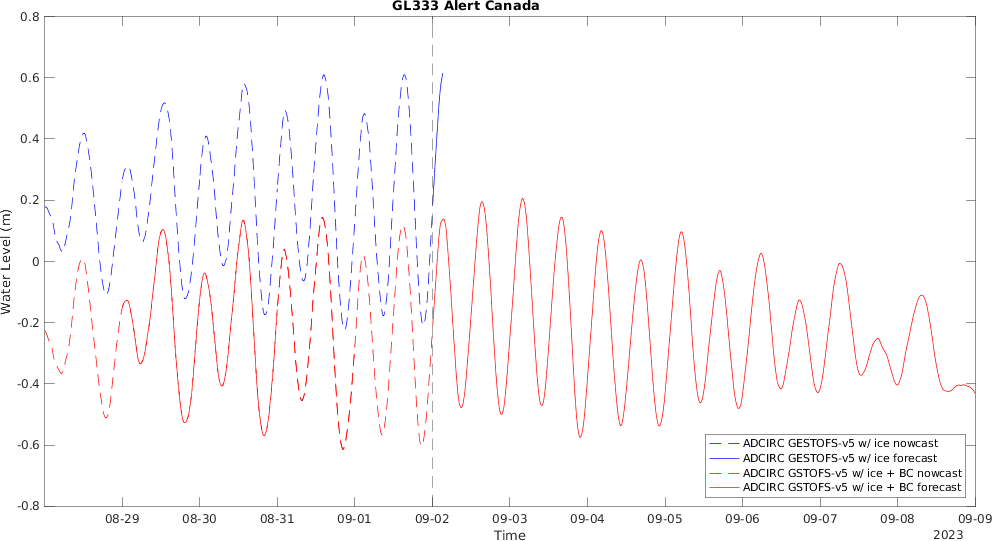 GL333 Alert Canada
0.8
0.6
0.4
0.2
0
-0.2
-0.4
-0.6
-0.8
Water Level (m)
08-29 08-30 08-31 09-01 09-02 09-03 09-04 09-05 09-06 09-07 09-08 09-09
Time
2023
ADCIRC GESTOFS-v5 w/ ice nowcast
ADCIRC GESTOFS-v5 w/ ice forecast
ADCIRC GSTOFS-v5 w/ ice + BC nowcast
ADCIRC GSTOFS-v5 w/ ice + BC forecast